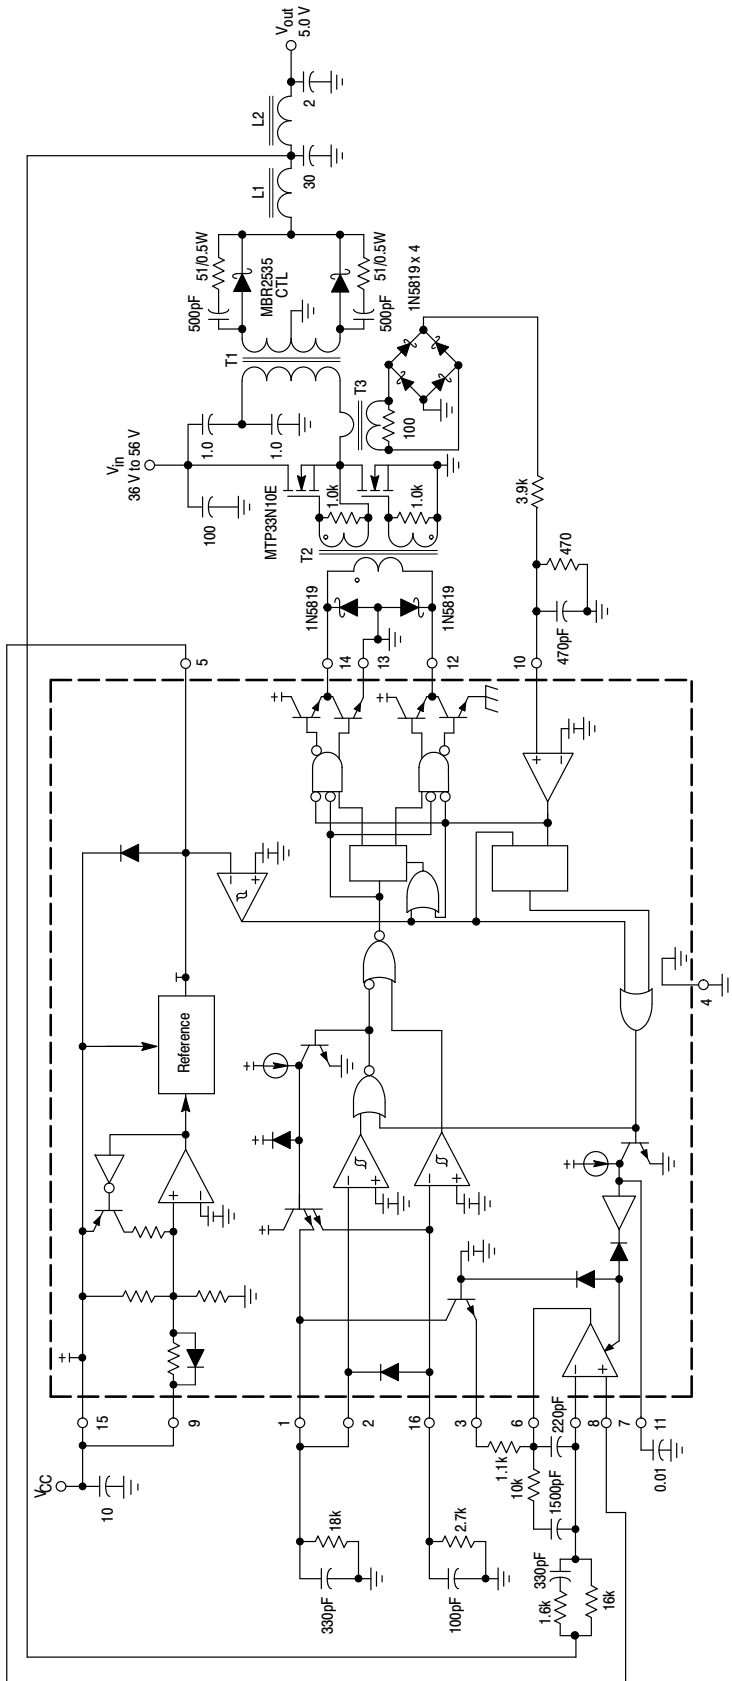 Vout
5.0 V
2
L2
30
L1
51/0.5W
500pF
MBR2535
CTL
51/0.5W
500pF
1N5819 x 4
T1
T3
100
1.0
1.0
Vin
36 V to 56 V
100
MTP33N10E
1.0k
1.0k
T2
3.9k
470
470pF
1N5819
1N5819
5
14
13
12
10
+
–
–
+
4
Reference
+
–
–
+
–
+
–
+
15
9
1
2
16
3
6
8
7
11
VCC
10
18k
330pF
2.7k
100pF
1.1k
10k
220pF
1500pF
330pF
1.6k
16k
0.01